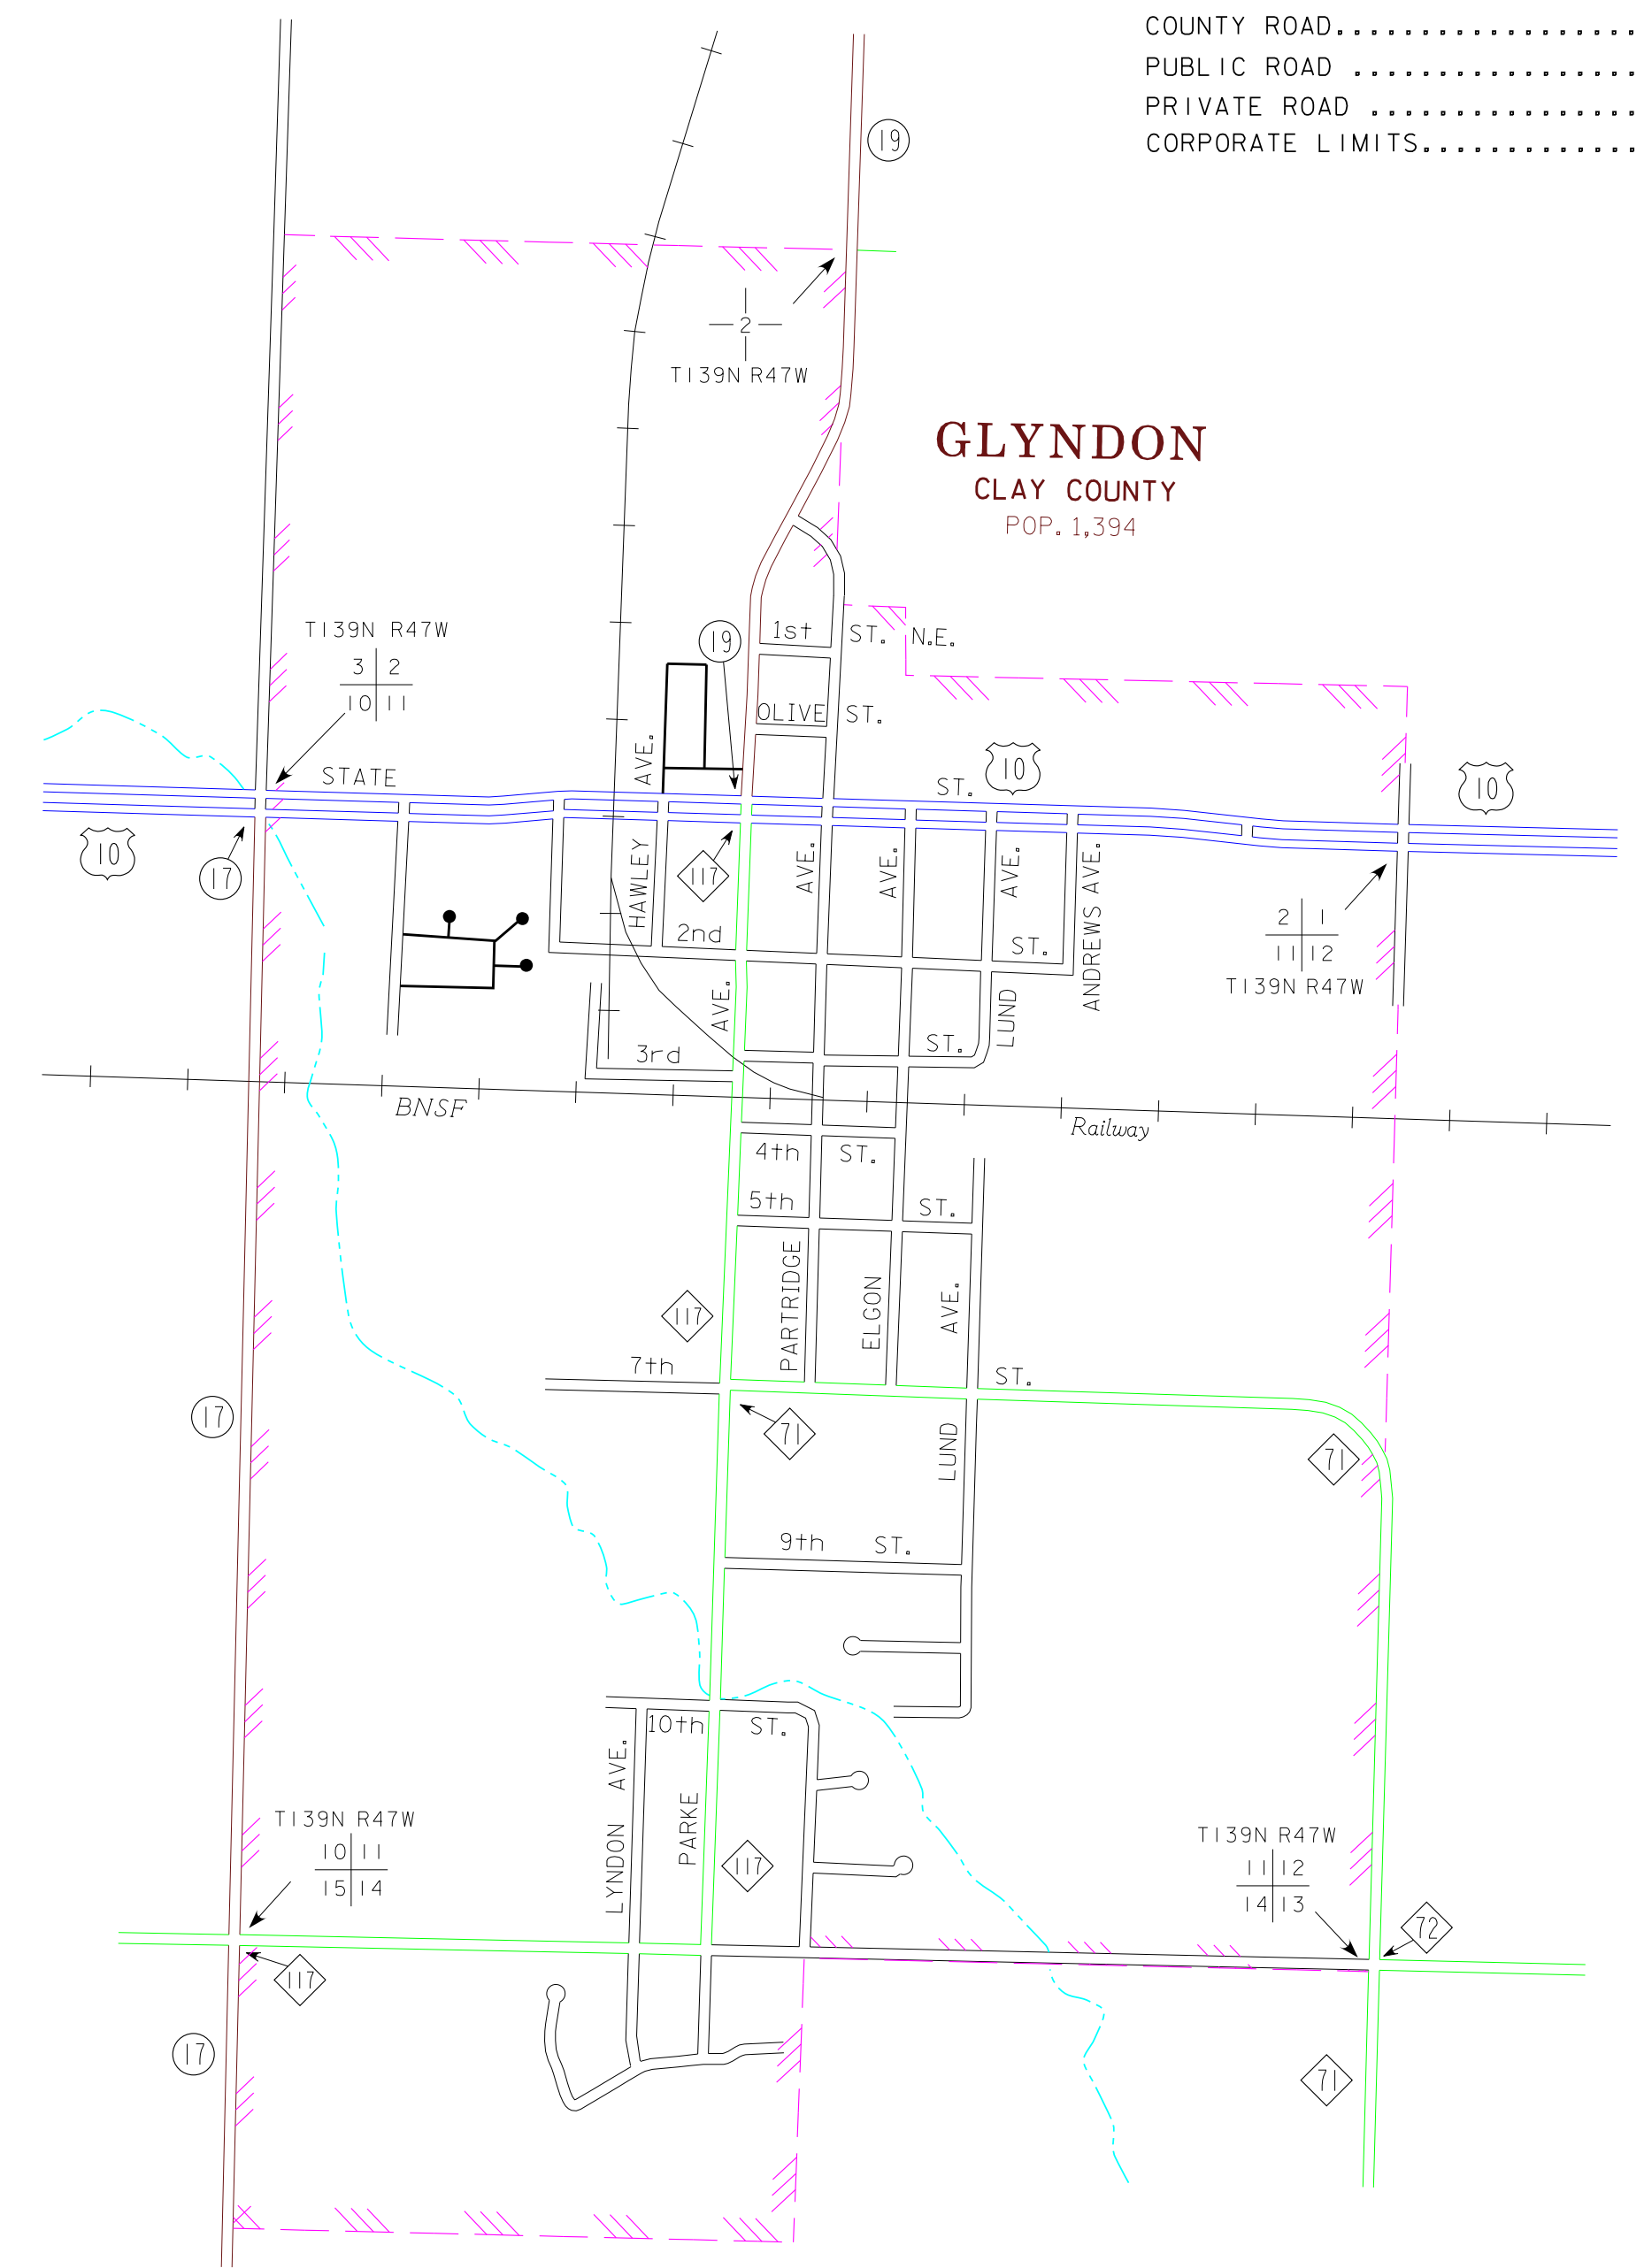 COUNTY ROAD..................
PUBLIC ROAD .................
PRIVATE ROAD ................
CORPORATE LIMITS.............
19
2
T139N R47W
GLYNDON
CLAY COUNTY
POP. 1,394
T139N R47W
3 2
10 11
19
1st ST. N.E.
OLIVE ST.
HAWLEY AVE.
STATE ST.
10
10
10
17
117
AVE.
AVE.
AVE.
ANDREWS AVE.
2 1
11 12
T139N R47W
2nd ST.
AVE.
LUND
3rd ST.
BNSF Railway
4th ST.
5th ST.
PARTRIDGE
ELGON
AVE.
117
7th ST.
17
71
71
LUND
9th ST.
10th ST.
LYNDON AVE.
PARKE
117
T139N R47W
10 11
15 14
T139N R47W
11 12
14 13
72
117
17
71